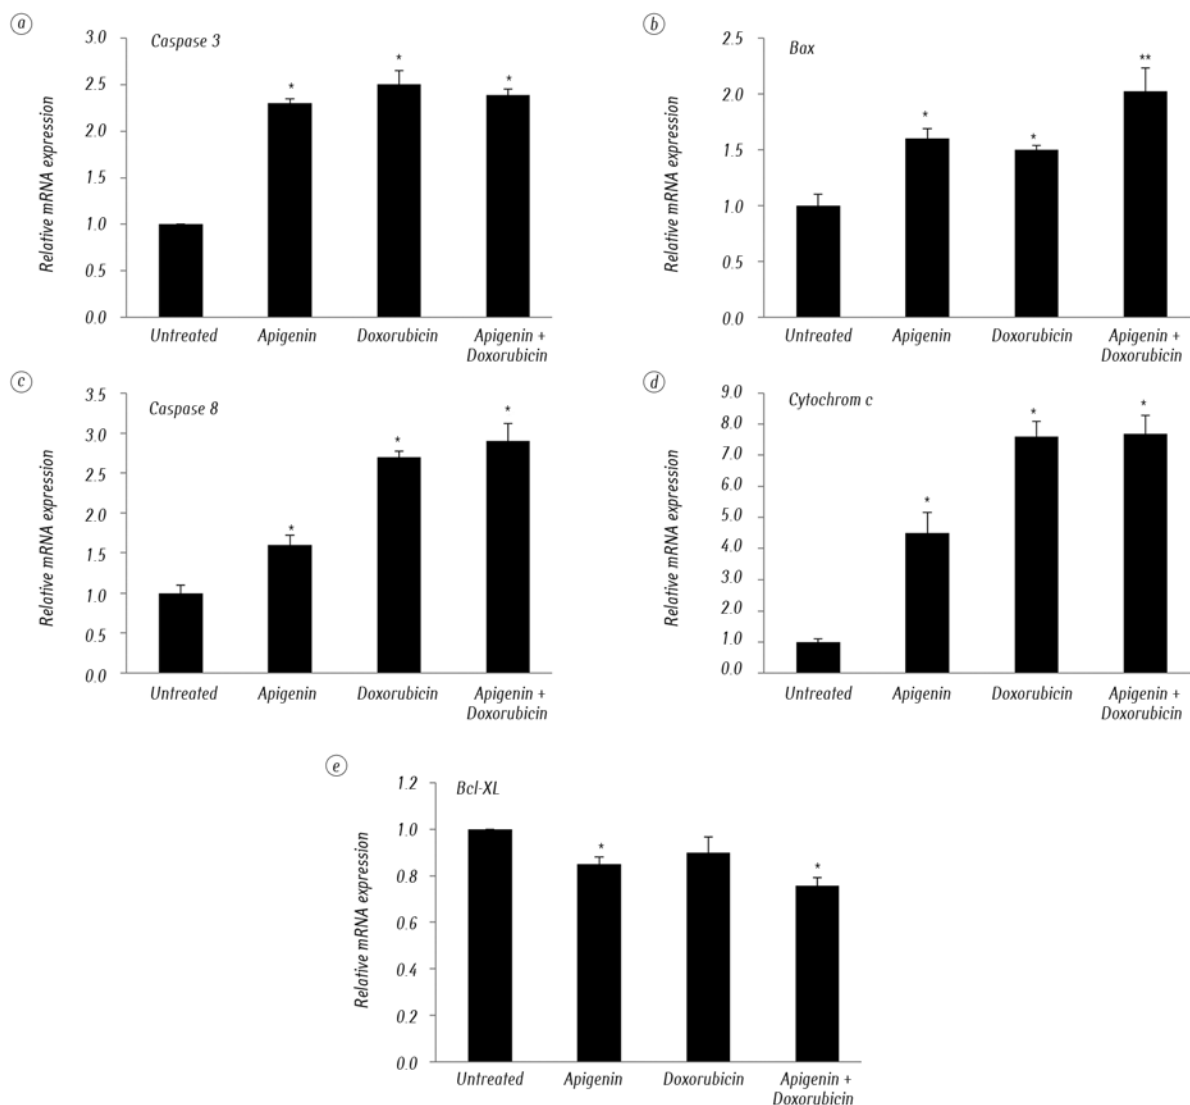 a
Caspase 3
Relative mRNA expression
3.0
2.5
2.0
1.5
1.0
0.5
0.0
*
*
*
Untreated
Apigenin
Doxorubicin
Apigenin +
Doxorubicin
b
Bax
Relative mRNA expression
2.5
2.0
1.5
1.0
0.5
0.0
*
*
**
Untreated
Apigenin
Doxorubicin
Apigenin +
Doxorubicin
c
Caspase 8
Relative mRNA expression
3.5
3.0
2.5
2.0
1.5
1.0
0.5
0.0
*
*
*
Untreated
Apigenin
Doxorubicin
Apigenin +
Doxorubicin
d
Cytochrom c
Relative mRNA expression
9.0
8.0
7.0
6.0
5.0
4.0
3.0
2.0
1.0
0.0
*
*
*
Untreated
Apigenin
Doxorubicin
Apigenin +
Doxorubicin
e
Bcl-XL
Relative mRNA expression
1.2
1.0
0.8
0.6
0.4
0.2
0.0
*
*
Untreated
Apigenin
Doxorubicin
Apigenin +
Doxorubicin